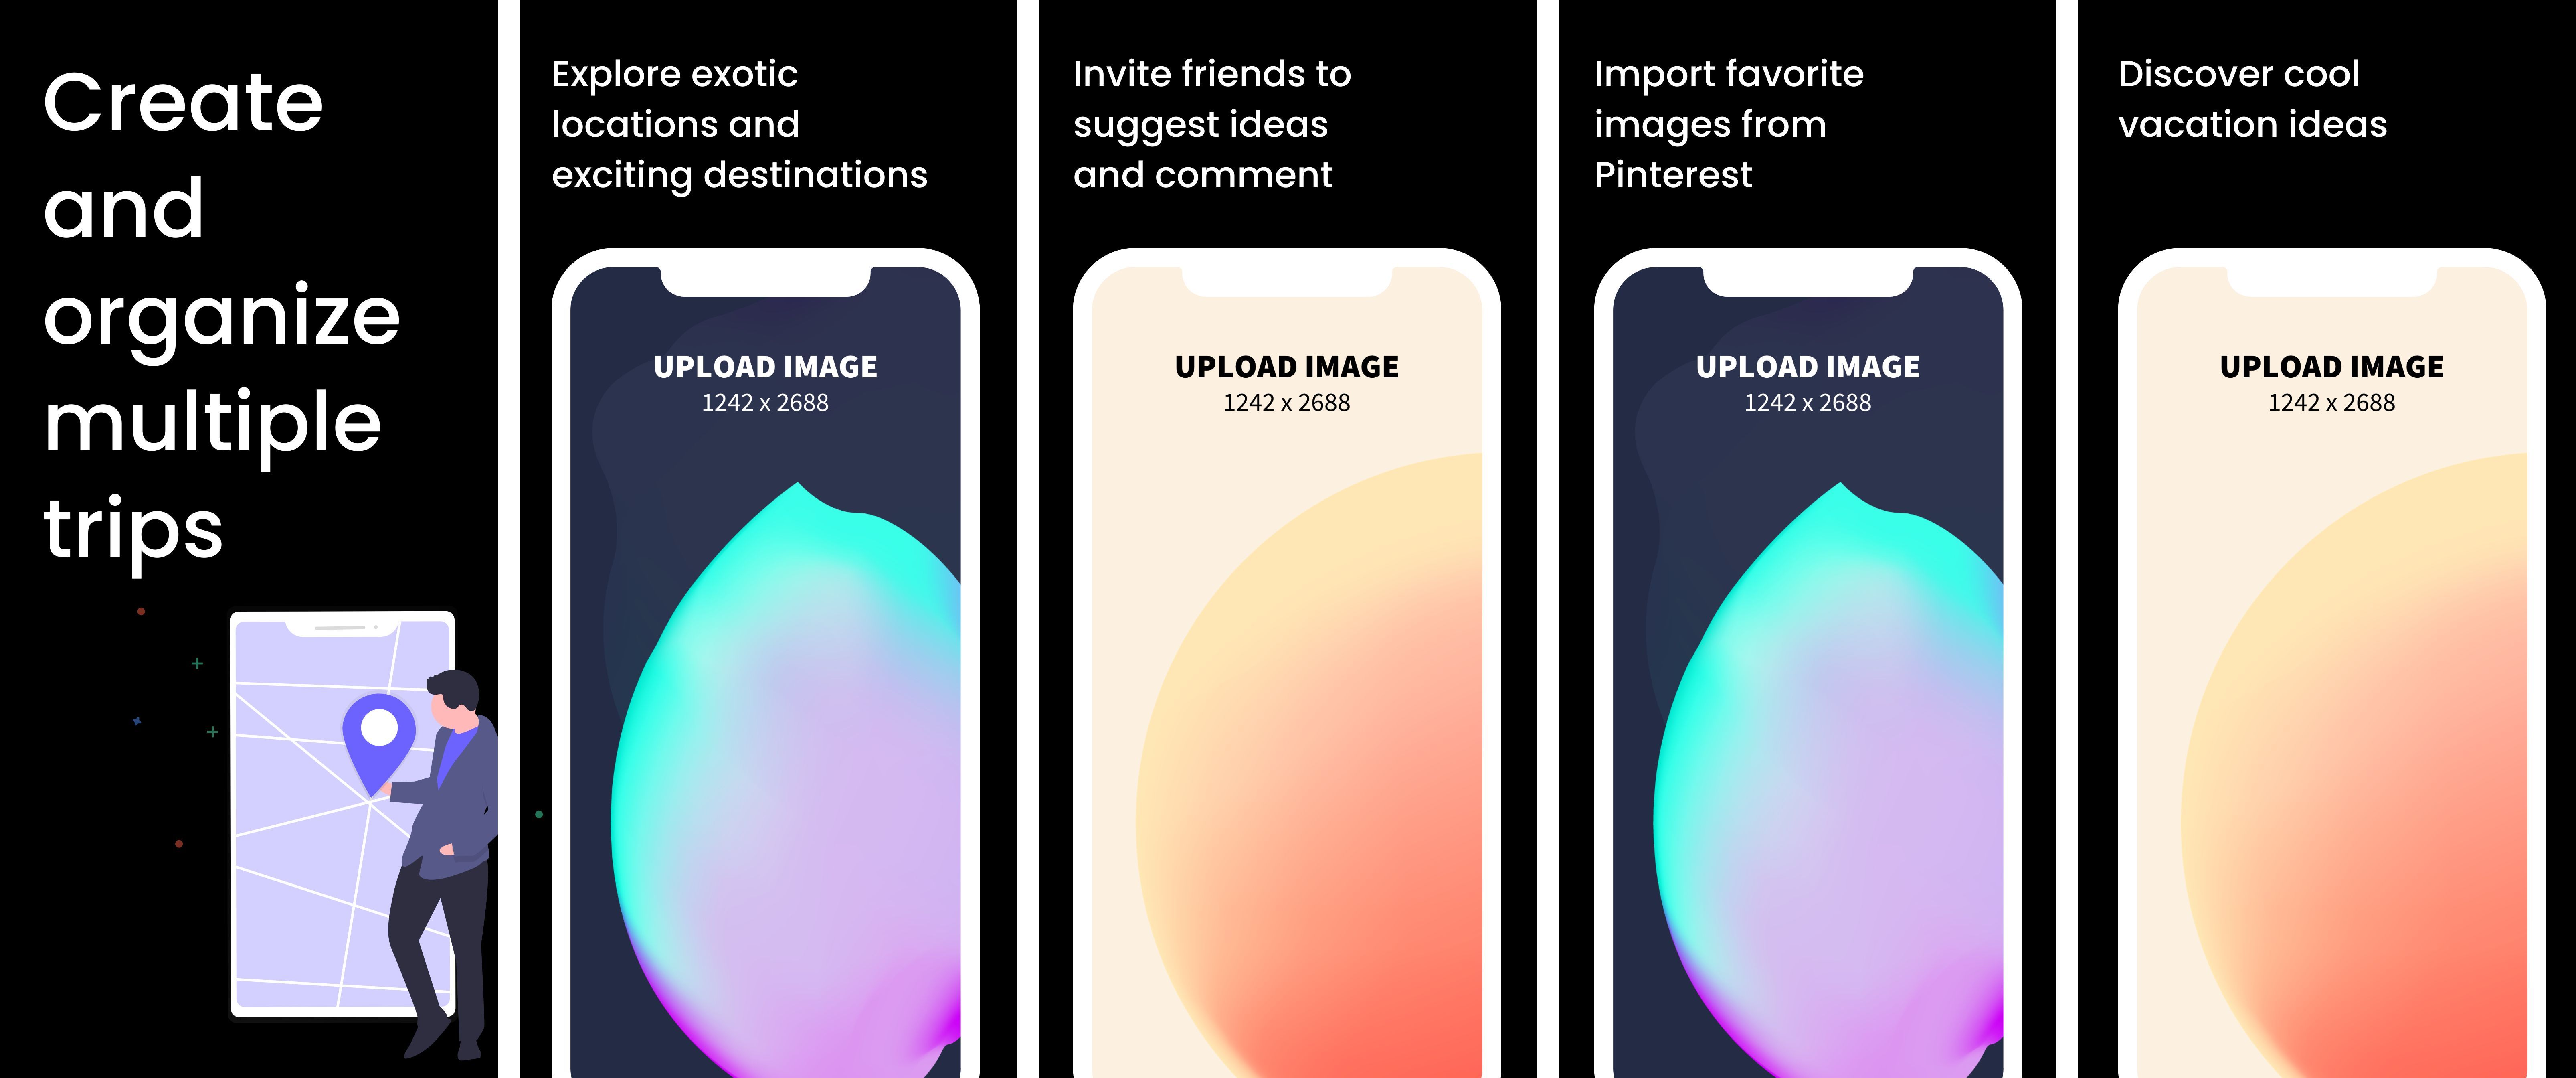 Create
and
organize
multiple
trips
Explore exotic
locations and
exciting destinations
UPLOAD IMAGE
1242 x 2688
Invite friends to
suggest ideas
and comment
UPLOAD IMAGE
1242 x 2688
Import favorite
images from
Pinterest
UPLOAD IMAGE
1242 x 2688
Discover cool
vacation ideas
UPLOAD IMAGE
1242 x 2688